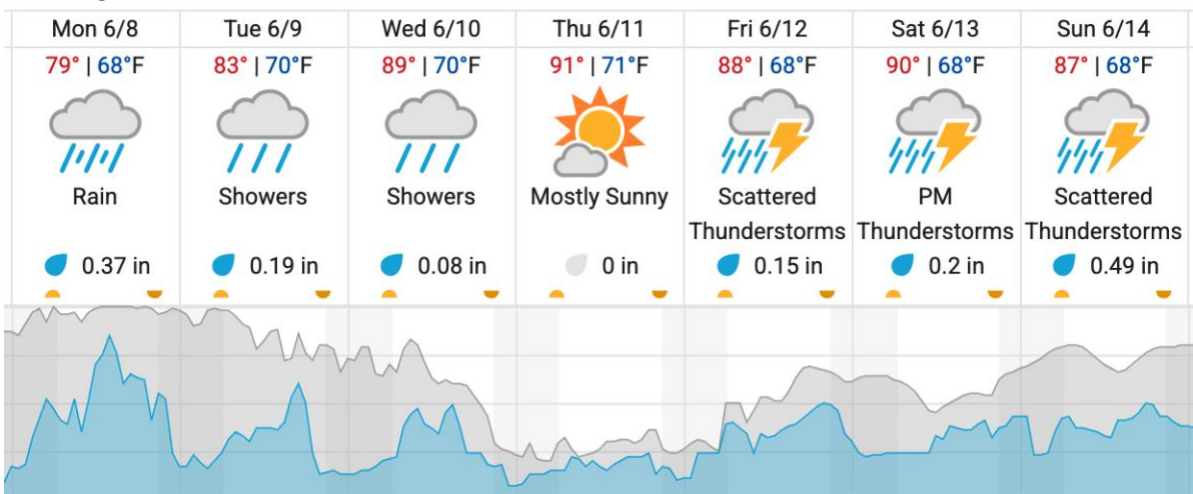 Mon 6/8
Tue 6/9
Wed 6/10
Thu 6/11
Fri 6/12
Sat 6/13
Sun 6/14
79° | 68°F
83° | 70°F
89° | 70°F
91° | 71°F
88° | 68°F
90° | 68°F
87° | 68°F
Rain
Showers
Showers
Mostly Sunny
Scattered Thunderstorms
PM Thunderstorms
Scattered Thunderstorms
0.37 in
0.19 in
0.08 in
0 in
0.15 in
0.2 in
0.49 in